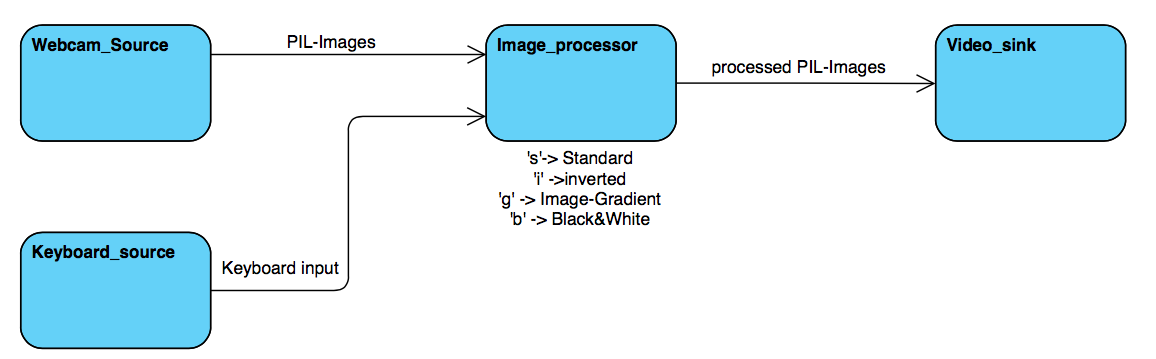 Webcam_Source
PIL-Images
Image_processor
processed PIL-Images
Video_sink
's'-> Standard
'i' ->inverted
'g' -> Image-Gradient
'b' -> Black&White
Keyboard_source
Keyboard input